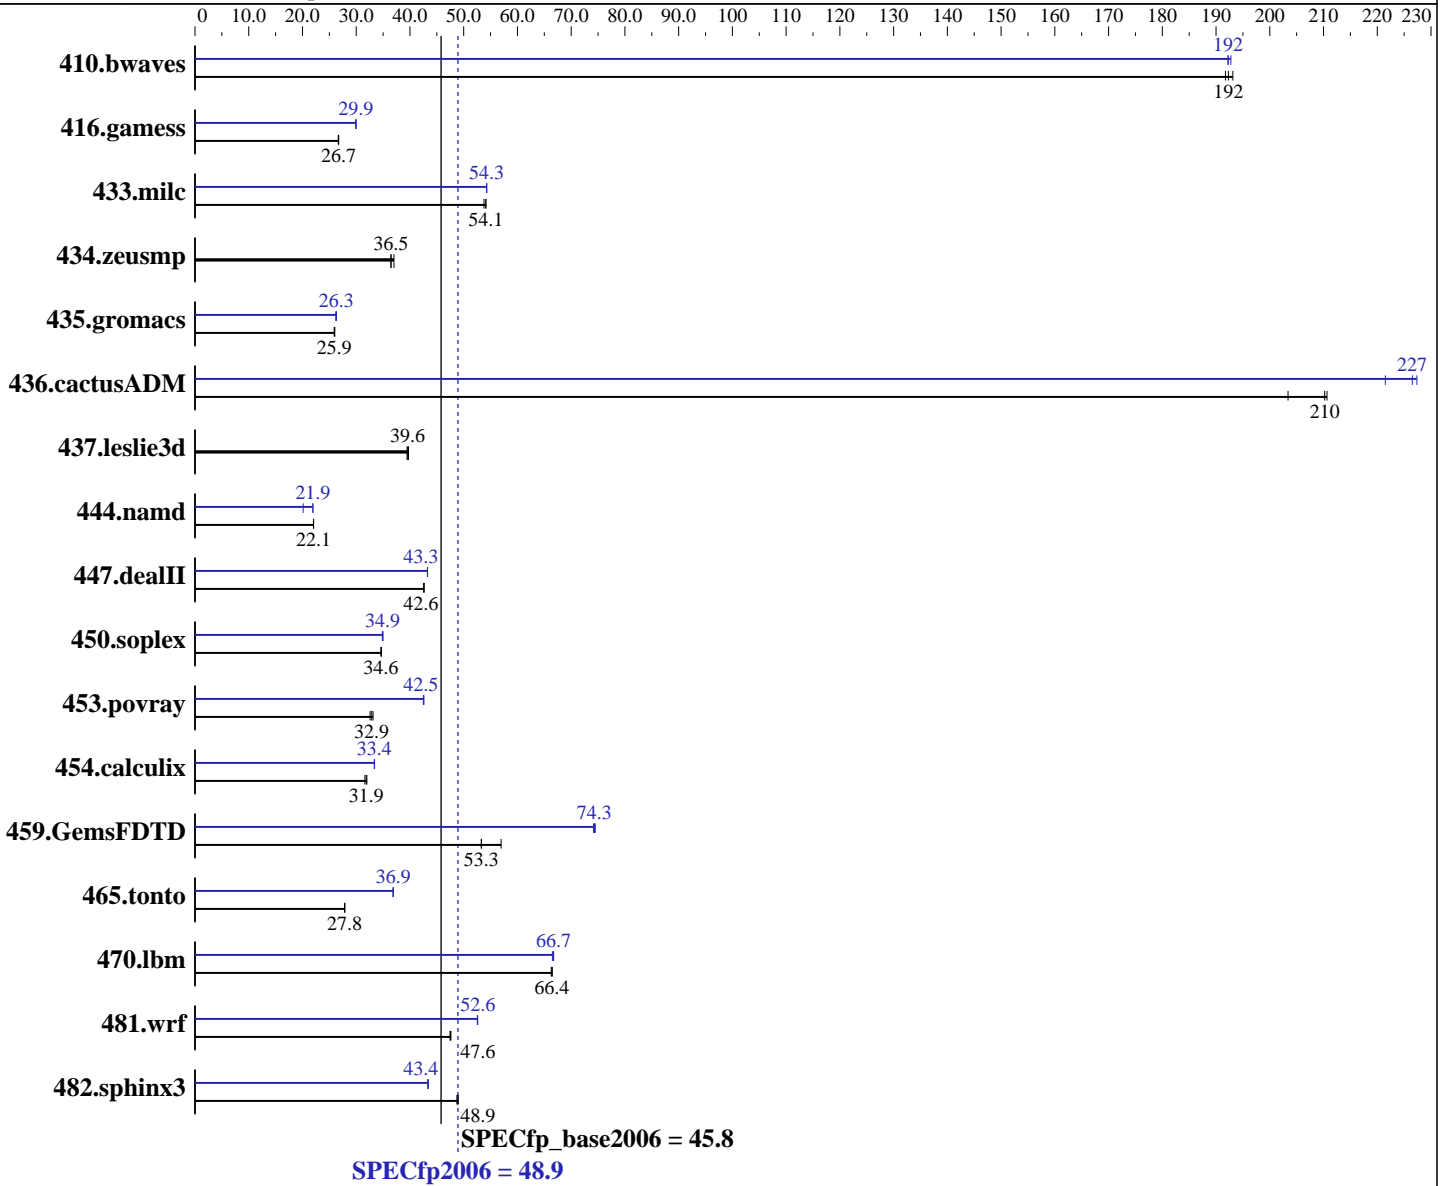 0 10.0 20.0 30.0 40.0 50.0 60.0 70.0 80.0 90.0 100 110 120 130 140 150 160 170 180 190 200 210 220 230
192
410.bwaves
192
29.9
416.gamess
26.7
54.3
433.milc
54.1
36.5
434.zeusmp
26.3
435.gromacs
25.9
227
436.cactusADM
210
39.6
437.leslie3d
21.9
444.namd
22.1
43.3
447.dealII
42.6
34.9
450.soplex
34.6
42.5
453.povray
32.9
33.4
454.calculix
31.9
74.3
459.GemsFDTD
53.3
36.9
465.tonto
27.8
66.7
470.lbm
66.4
52.6
481.wrf
47.6
43.4
482.sphinx3
48.9
SPECfp_base2006 = 45.8
SPECfp2006 = 48.9